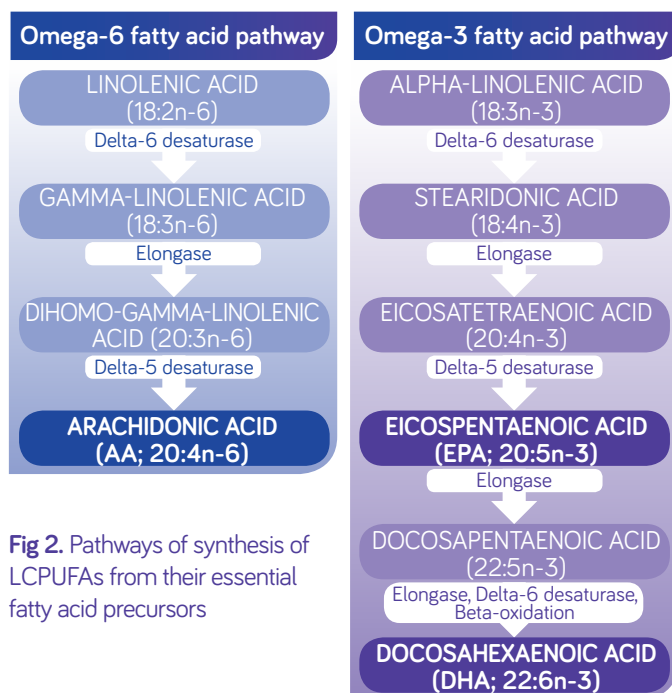 Omega-6 fatty acid pathway
LINOLENIC ACID
(18:2n-6)
Delta-6 desaturase
GAMMA-LINOLENIC ACID
(18:3n-6)
Elongase
DIHOMO-GAMMA-LINOLENIC
ACID (20:3n-6)
Delta-5 desaturase
ARACHIDONIC ACID
(AA; 20:4n-6)
Omega-3 fatty acid pathway
ALPHA-LINOLENIC ACID
(18:3n-3)
Delta-6 desaturase
STEARIDONIC ACID
(18:4n-3)
Elongase
EICOSATETRAENOIC ACID
(20:4n-3)
Delta-5 desaturase
EICOSPENTAENOIC ACID
(EPA; 20:5n-3)
Elongase
DOCOSAPENTAENOIC ACID
(22:5n-3)
Elongase, Delta-6 desaturase,
Beta-oxidation
DOCOSAHEXAENOIC ACID
(DHA; 22:6n-3)
Fig 2. Pathways of synthesis of
LCPUFAs from their essential
fatty acid precursors